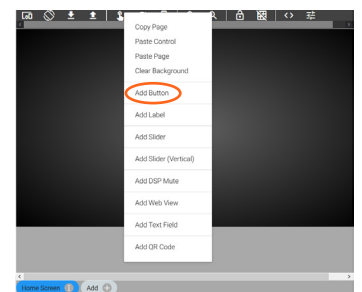 Copy Page
Paste Control
Paste Page
Clear Background
Add Button
Add Label
Add Slider
Add Slider (Vertical)
Add DSP Mute
Add Web View
Add Text Field
Add QR Code
Home Screen
Add